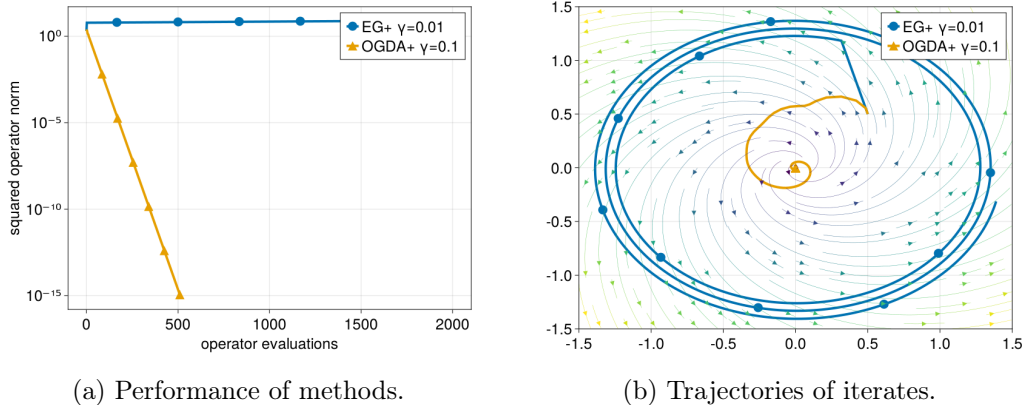 EG+ γ=0.01
OGDA+ γ=0.1
squared operator norm
10⁰
10⁻⁵
10⁻¹⁰
10⁻¹⁵
0
500
1000
1500
2000
operator evaluations
(a) Performance of methods.
EG+ γ=0.01
OGDA+ γ=0.1
1.5
1.0
0.5
0.0
-0.5
-1.0
-1.5
-1.5
-1.0
-0.5
0.0
0.5
1.0
1.5
(b) Trajectories of iterates.